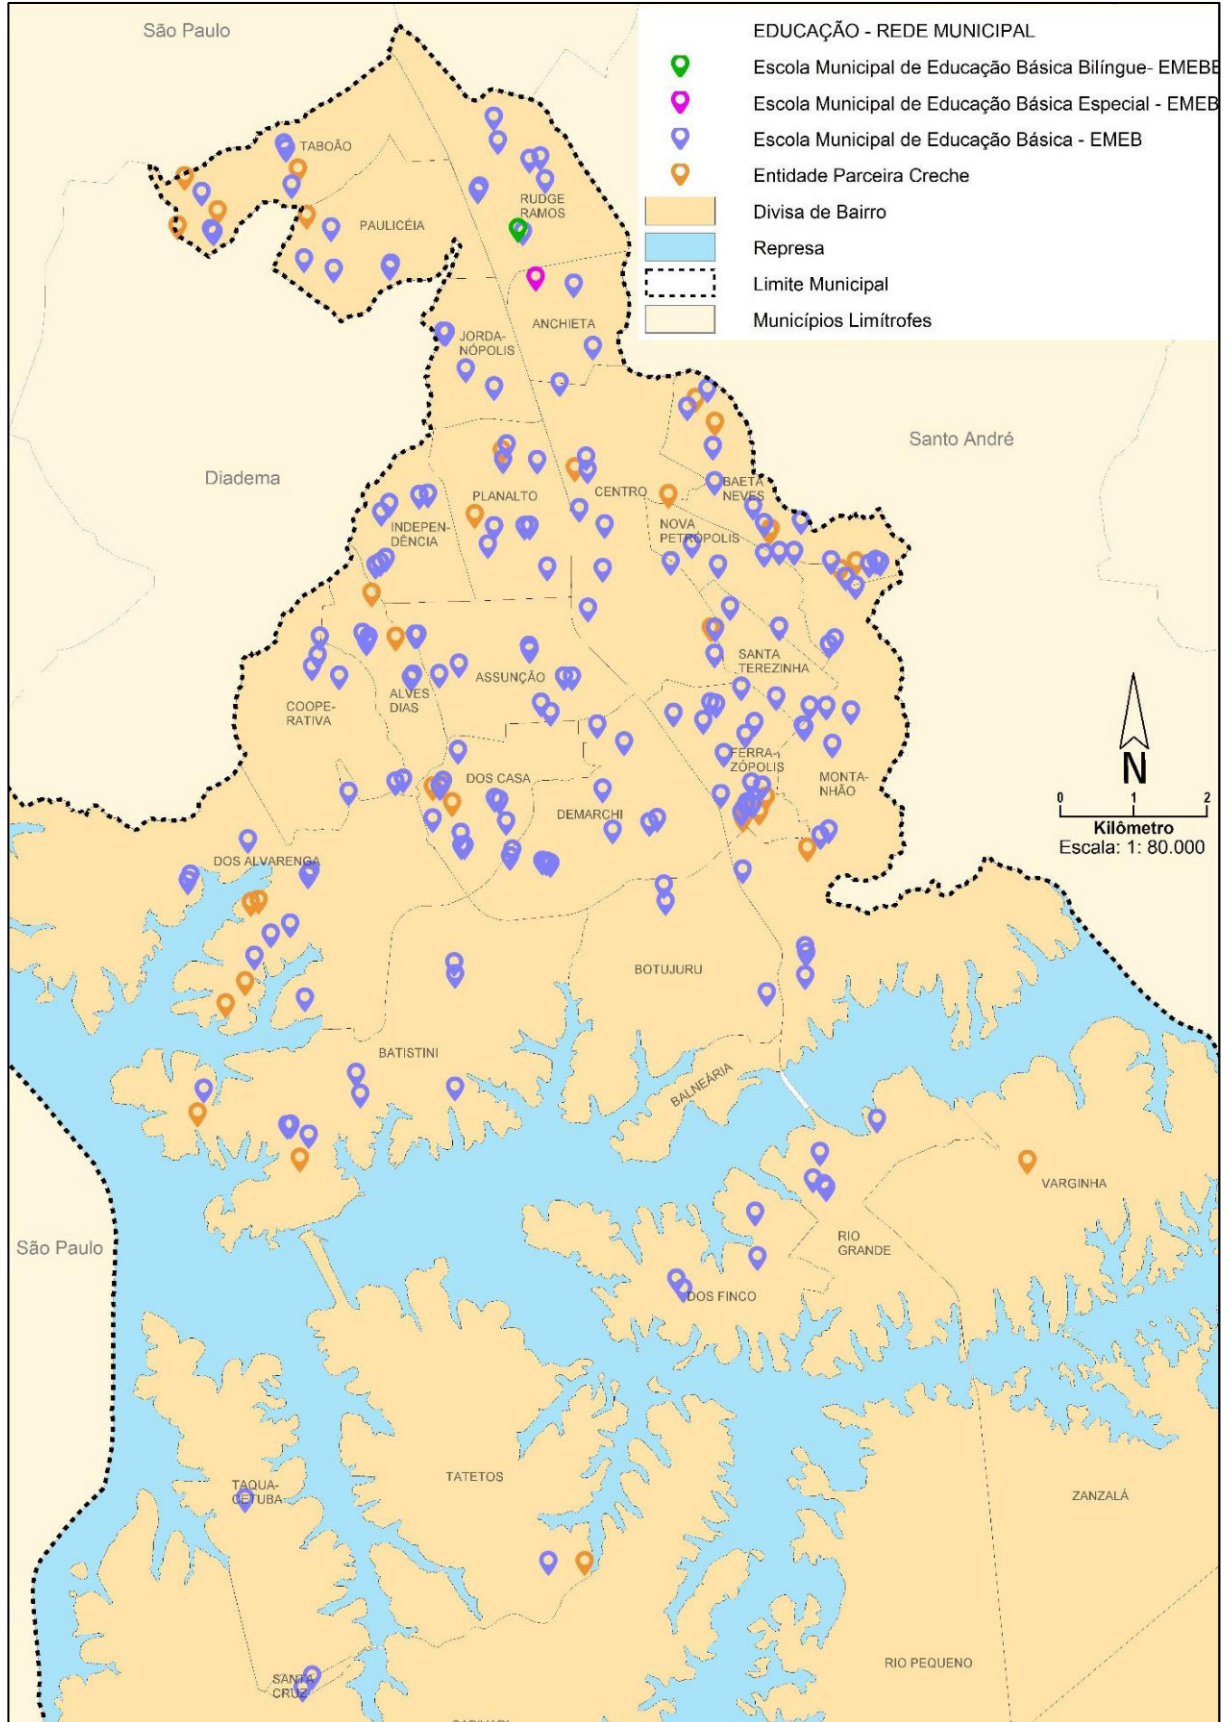 São Paulo
EDUCAÇÃO - REDE MUNICIPAL
Escola Municipal de Educação Básica Bilíngue- EMEBE
Escola Municipal de Educação Básica Especial - EMEB
Escola Municipal de Educação Básica - EMEB
Entidade Parceira Creche
Divisa de Bairro
Represa
Limite Municipal
Municípios Limítrofes
TABOÃO
RUDGE
RAMOS
PAULICÉIA
ANCHIETA
JORDA-
NÓPOLIS
Santo André
Diadema
BAETA
NEVES
CENTRO
PLANALTO
NOVA
PETRÓPOLIS
INDEPEN-
DÊNCIA
SANTA
TEREZINHA
ASSUNÇÃO
ALVES
DIAS
COOPE-
RATIVA
FERRA-
ZÓPOLIS
MONTA-
NHÃO
DOS CASA
DEMARCHI
N
0 1 2
Kilômetro
Escala: 1: 80.000
DOS ALVARENGA
BOTUJURU
BATISTINI
BALNEÁRIA
VARGINHA
RIO
GRANDE
São Paulo
DOS FINCO
TATETOS
TAQUA-
CETUBA
ZANZALÁ
RIO PEQUENO
SANTA
CRUZ